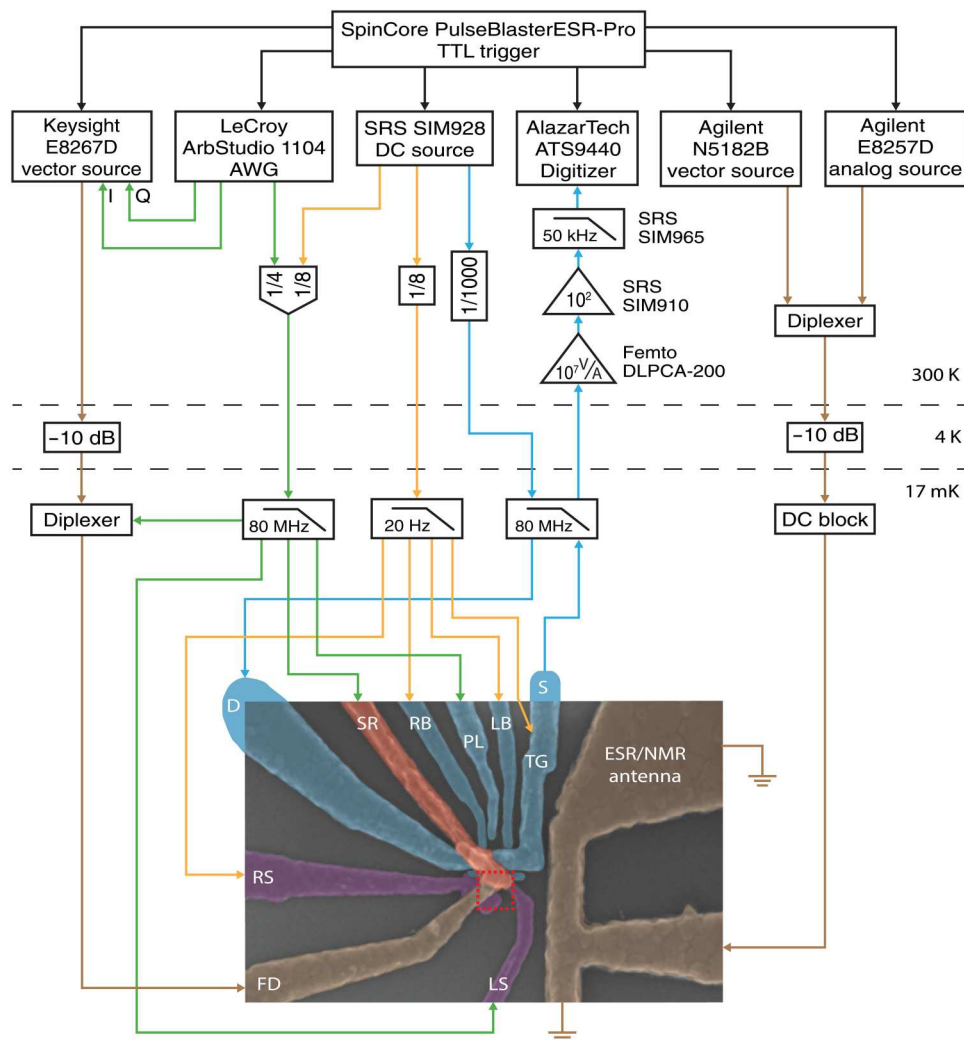 SpinCore PulseBlasterESR-Pro
TTL trigger
Keysight
E8267D
vector source
LeCroy
ArbStudio 1104
AWG
SRS SIM928
DC source
AlazarTech
ATS9440
Digitizer
Agilent
N5182B
vector source
Agilent
E8257D
analog source
I
Q
1/4
1/8
1/8
1/1000
50 kHz
SRS
SIM965
10²
SRS
SIM910
10⁷V/A
Femto
DLPCA-200
Diplexer
300 K
–10 dB
–10 dB
4 K
17 mK
Diplexer
80 MHz
20 Hz
80 MHz
DC block
D
SR
RB
PL
LB
S
TG
ESR/NMR
antenna
RS
FD
LS